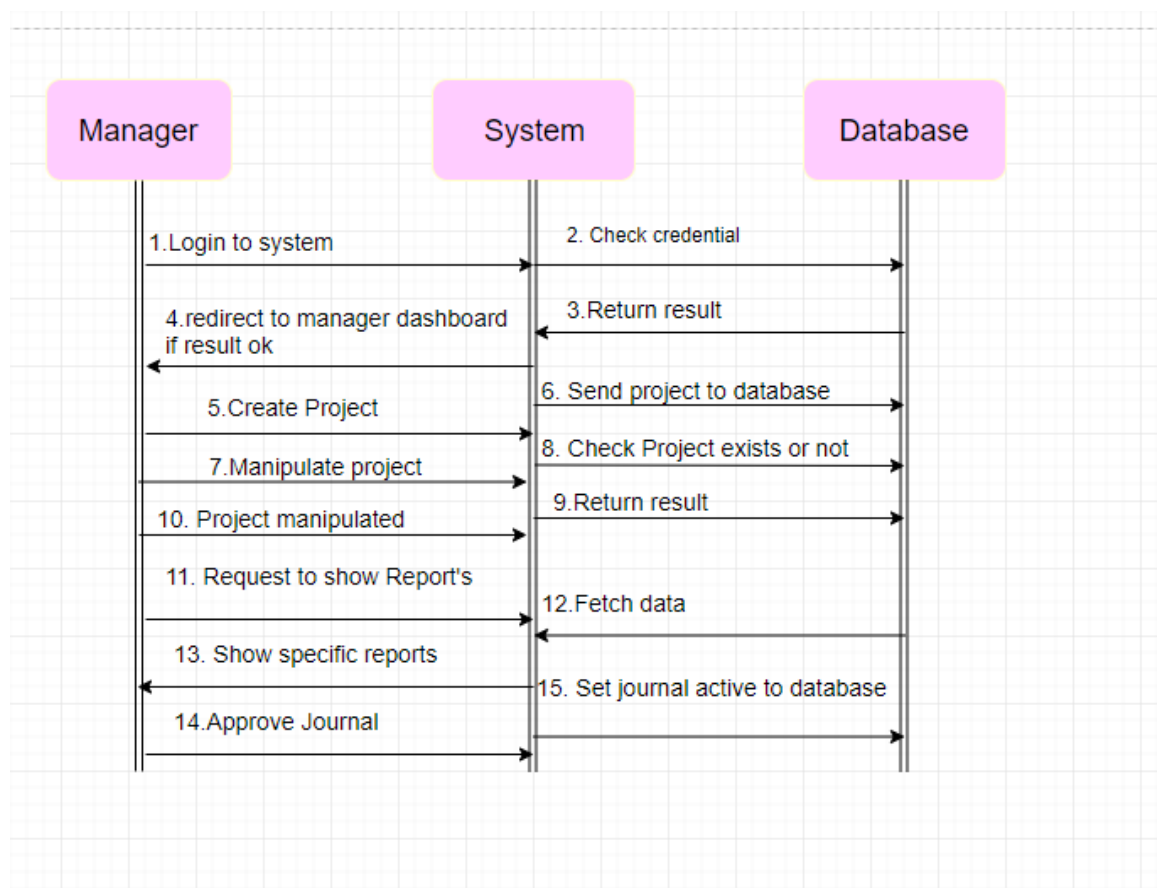 Manager
System
Database
1.Login to system
2. Check credential
3.Return result
4.redirect to manager dashboard
if result ok
5.Create Project
6. Send project to database
7.Manipulate project
8. Check Project exists or not
9.Return result
10. Project manipulated
11. Request to show Report's
12.Fetch data
13. Show specific reports
14.Approve Journal
15. Set journal active to database